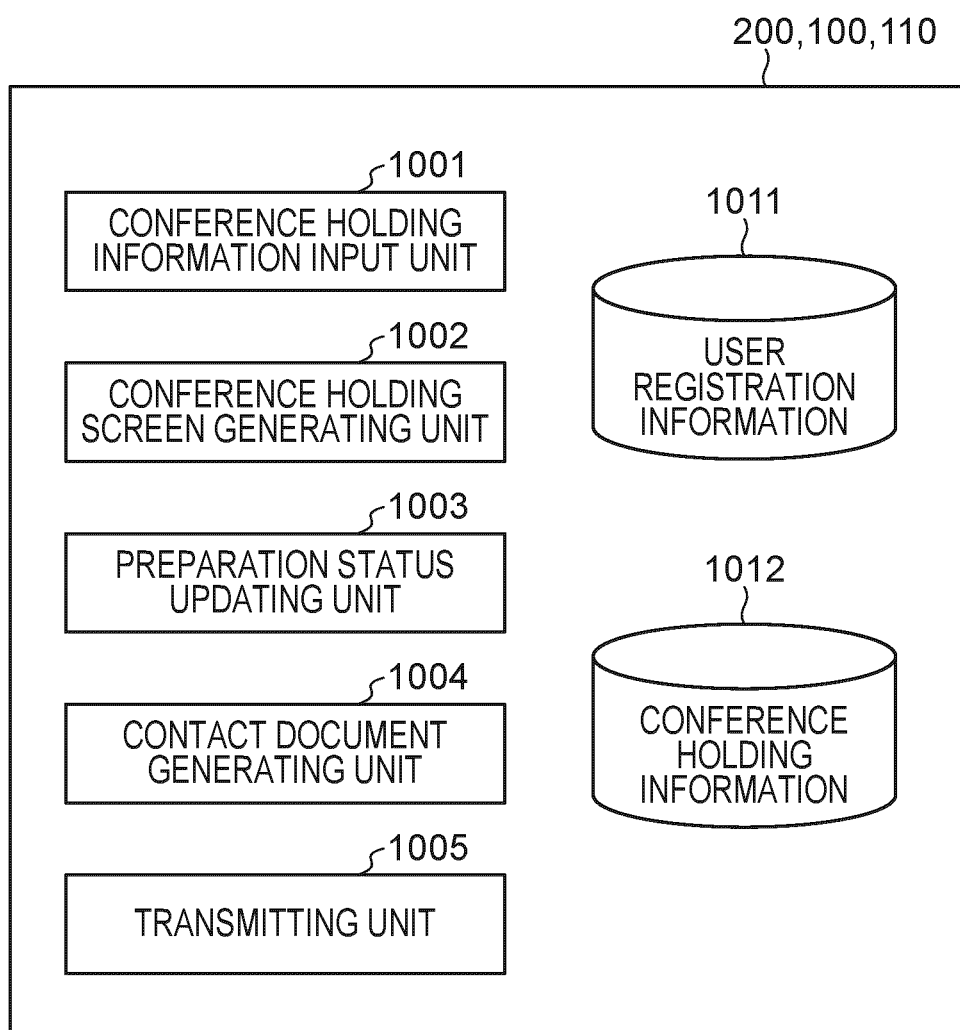 200,100,110
1001
CONFERENCE HOLDING
INFORMATION INPUT UNIT
1002
CONFERENCE HOLDING
SCREEN GENERATING UNIT
1003
PREPARATION STATUS
UPDATING UNIT
1004
CONTACT DOCUMENT
GENERATING UNIT
1005
TRANSMITTING UNIT
1011
USER
REGISTRATION
INFORMATION
1012
CONFERENCE
HOLDING
INFORMATION